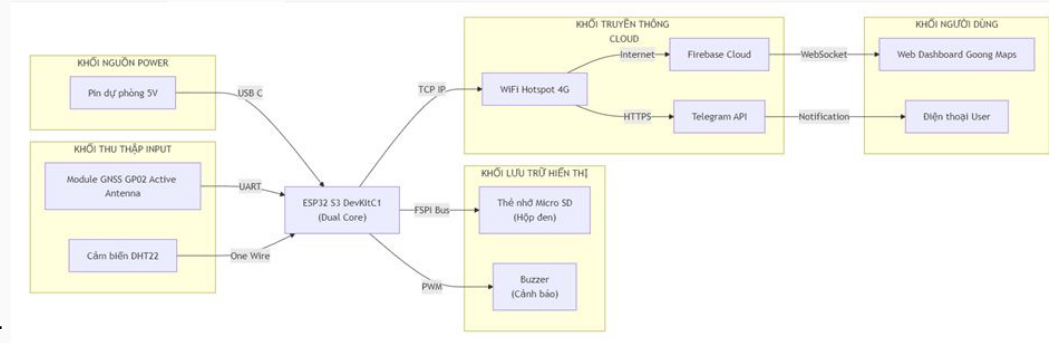 KHỐI NGUỒN POWER
Pin dự phòng 5V
USB C
KHỐI THU THẬP INPUT
Module GNSS GP02 Active
Antenna
UART
Cảm biến DHT22
One Wire
ESP32 S3 DevKitC1
(Dual Core)
TCP IP
FSPI Bus
PWM
KHỐI TRUYỀN THÔNG
CLOUD
WiFi Hotspot 4G
Internet
Firebase Cloud
HTTPS
Telegram API
WebSocket
Notification
KHỐI NGƯỜI DÙNG
Web Dashboard Goong Maps
Điện thoại User
KHỐI LƯU TRỮ HIỂN THỊ
Thẻ nhớ Micro SD
(Hộp đen)
Buzzer
(Cảnh báo)